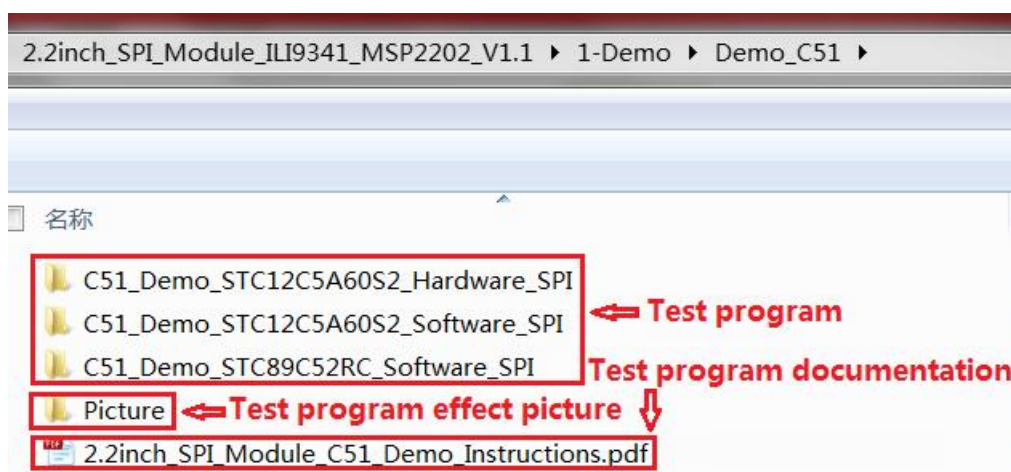 2.2inch_SPI_Module_ILI9341_MSP2202_V1.1 ▸ 1-Demo ▸ Demo_C51 ▸
名称
C51_Demo_STC12C5A60S2_Hardware_SPI
C51_Demo_STC12C5A60S2_Software_SPI
Test program
C51_Demo_STC89C52RC_Software_SPI
Test program documentation
Picture
Test program effect picture
2.2inch_SPI_Module_C51_Demo_Instructions.pdf